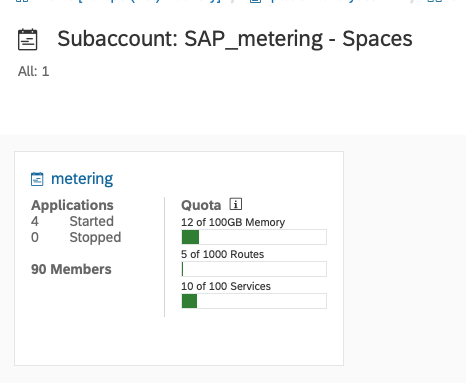 Subaccount: SAP_metering - Spaces
All: 1
metering
Applications
4 Started
0 Stopped
90 Members
Quota
12 of 100GB Memory
5 of 1000 Routes
10 of 100 Services